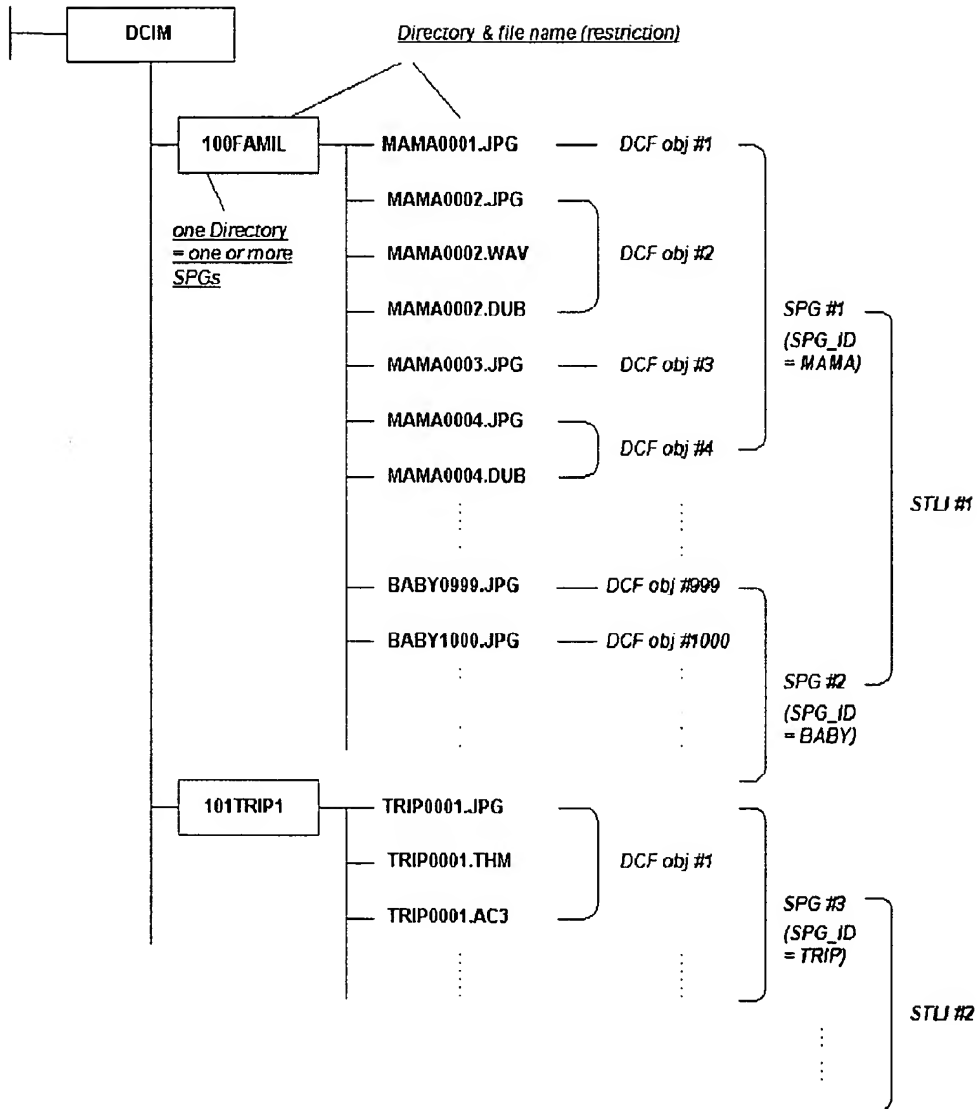 DCIM
Directory & file name (restriction)
100FAMIL
MAMA0001.JPG
DCF obj #1
MAMA0002.JPG
one Directory
= one or more
SPGs
MAMA0002.WAV
DCF obj #2
MAMA0002.DUB
SPG #1
(SPG_ID
= MAMA)
MAMA0003.JPG
DCF obj #3
MAMA0004.JPG
DCF obj #4
MAMA0004.DUB
STLI #1
BABY0999.JPG
DCF obj #999
BABY1000.JPG
DCF obj #1000
SPG #2
(SPG_ID
= BABY)
101TRIP1
TRIP0001.JPG
TRIP0001.THM
DCF obj #1
TRIP0001.AC3
SPG #3
(SPG_ID
= TRIP)
STLI #2